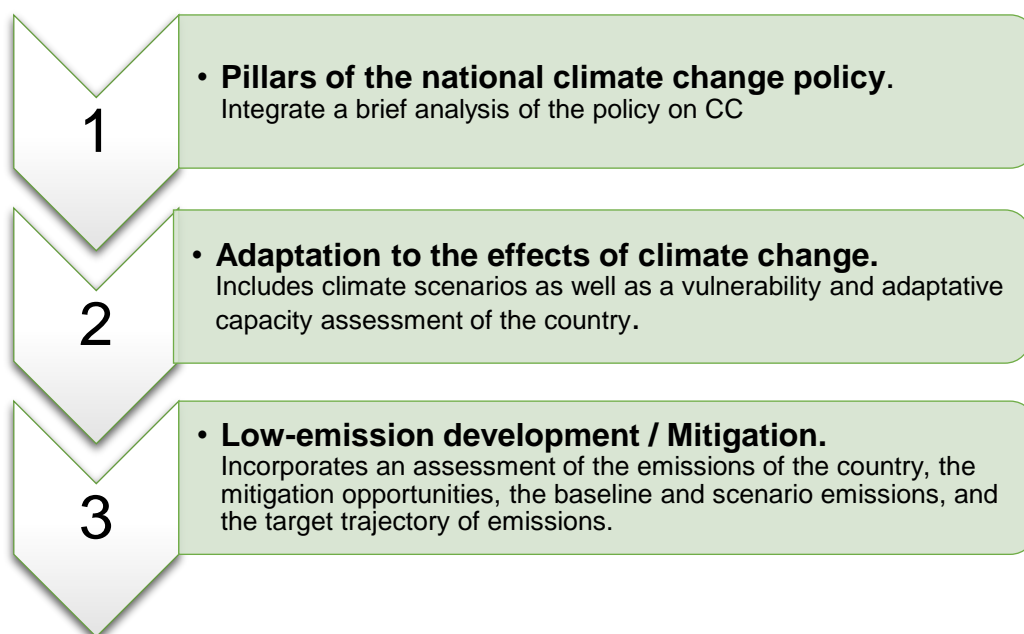 1
• Pillars of the national climate change policy.
Integrate a brief analysis of the policy on CC
2
• Adaptation to the effects of climate change.
Includes climate scenarios as well as a vulnerability and adaptative
capacity assessment of the country.
3
• Low-emission development / Mitigation.
Incorporates an assessment of the emissions of the country, the
mitigation opportunities, the baseline and scenario emissions, and
the target trajectory of emissions.